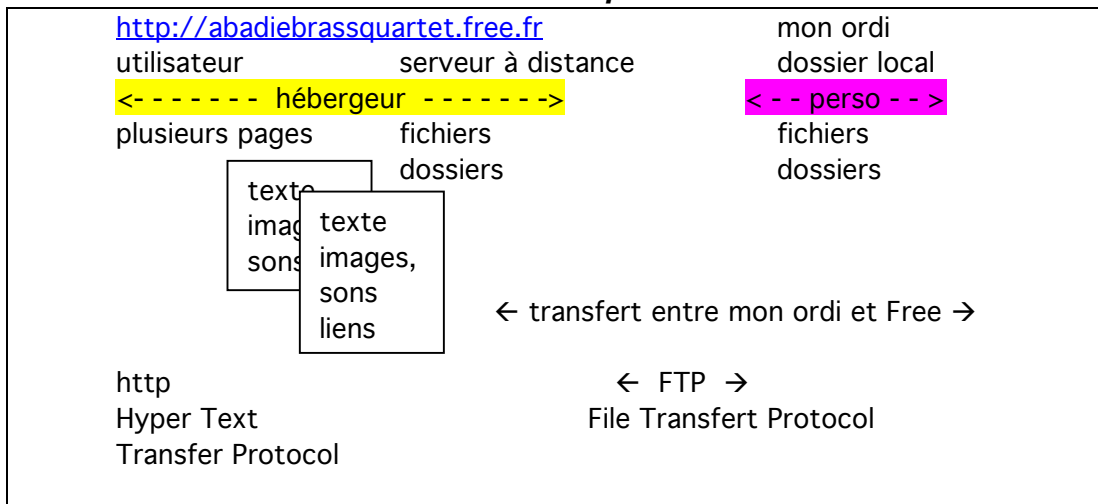 http://abadiebrassquartet.free.fr mon ordi
utilisateur serveur à distance dossier local
<- - - - - - - hébergeur - - - - - - -> < - - perso - - >
plusieurs pages fichiers fichiers
dossiers dossiers
texte
images,
sons
liens
← transfert entre mon ordi et Free →
http ← FTP →
Hyper Text File Transfert Protocol
Transfer Protocol